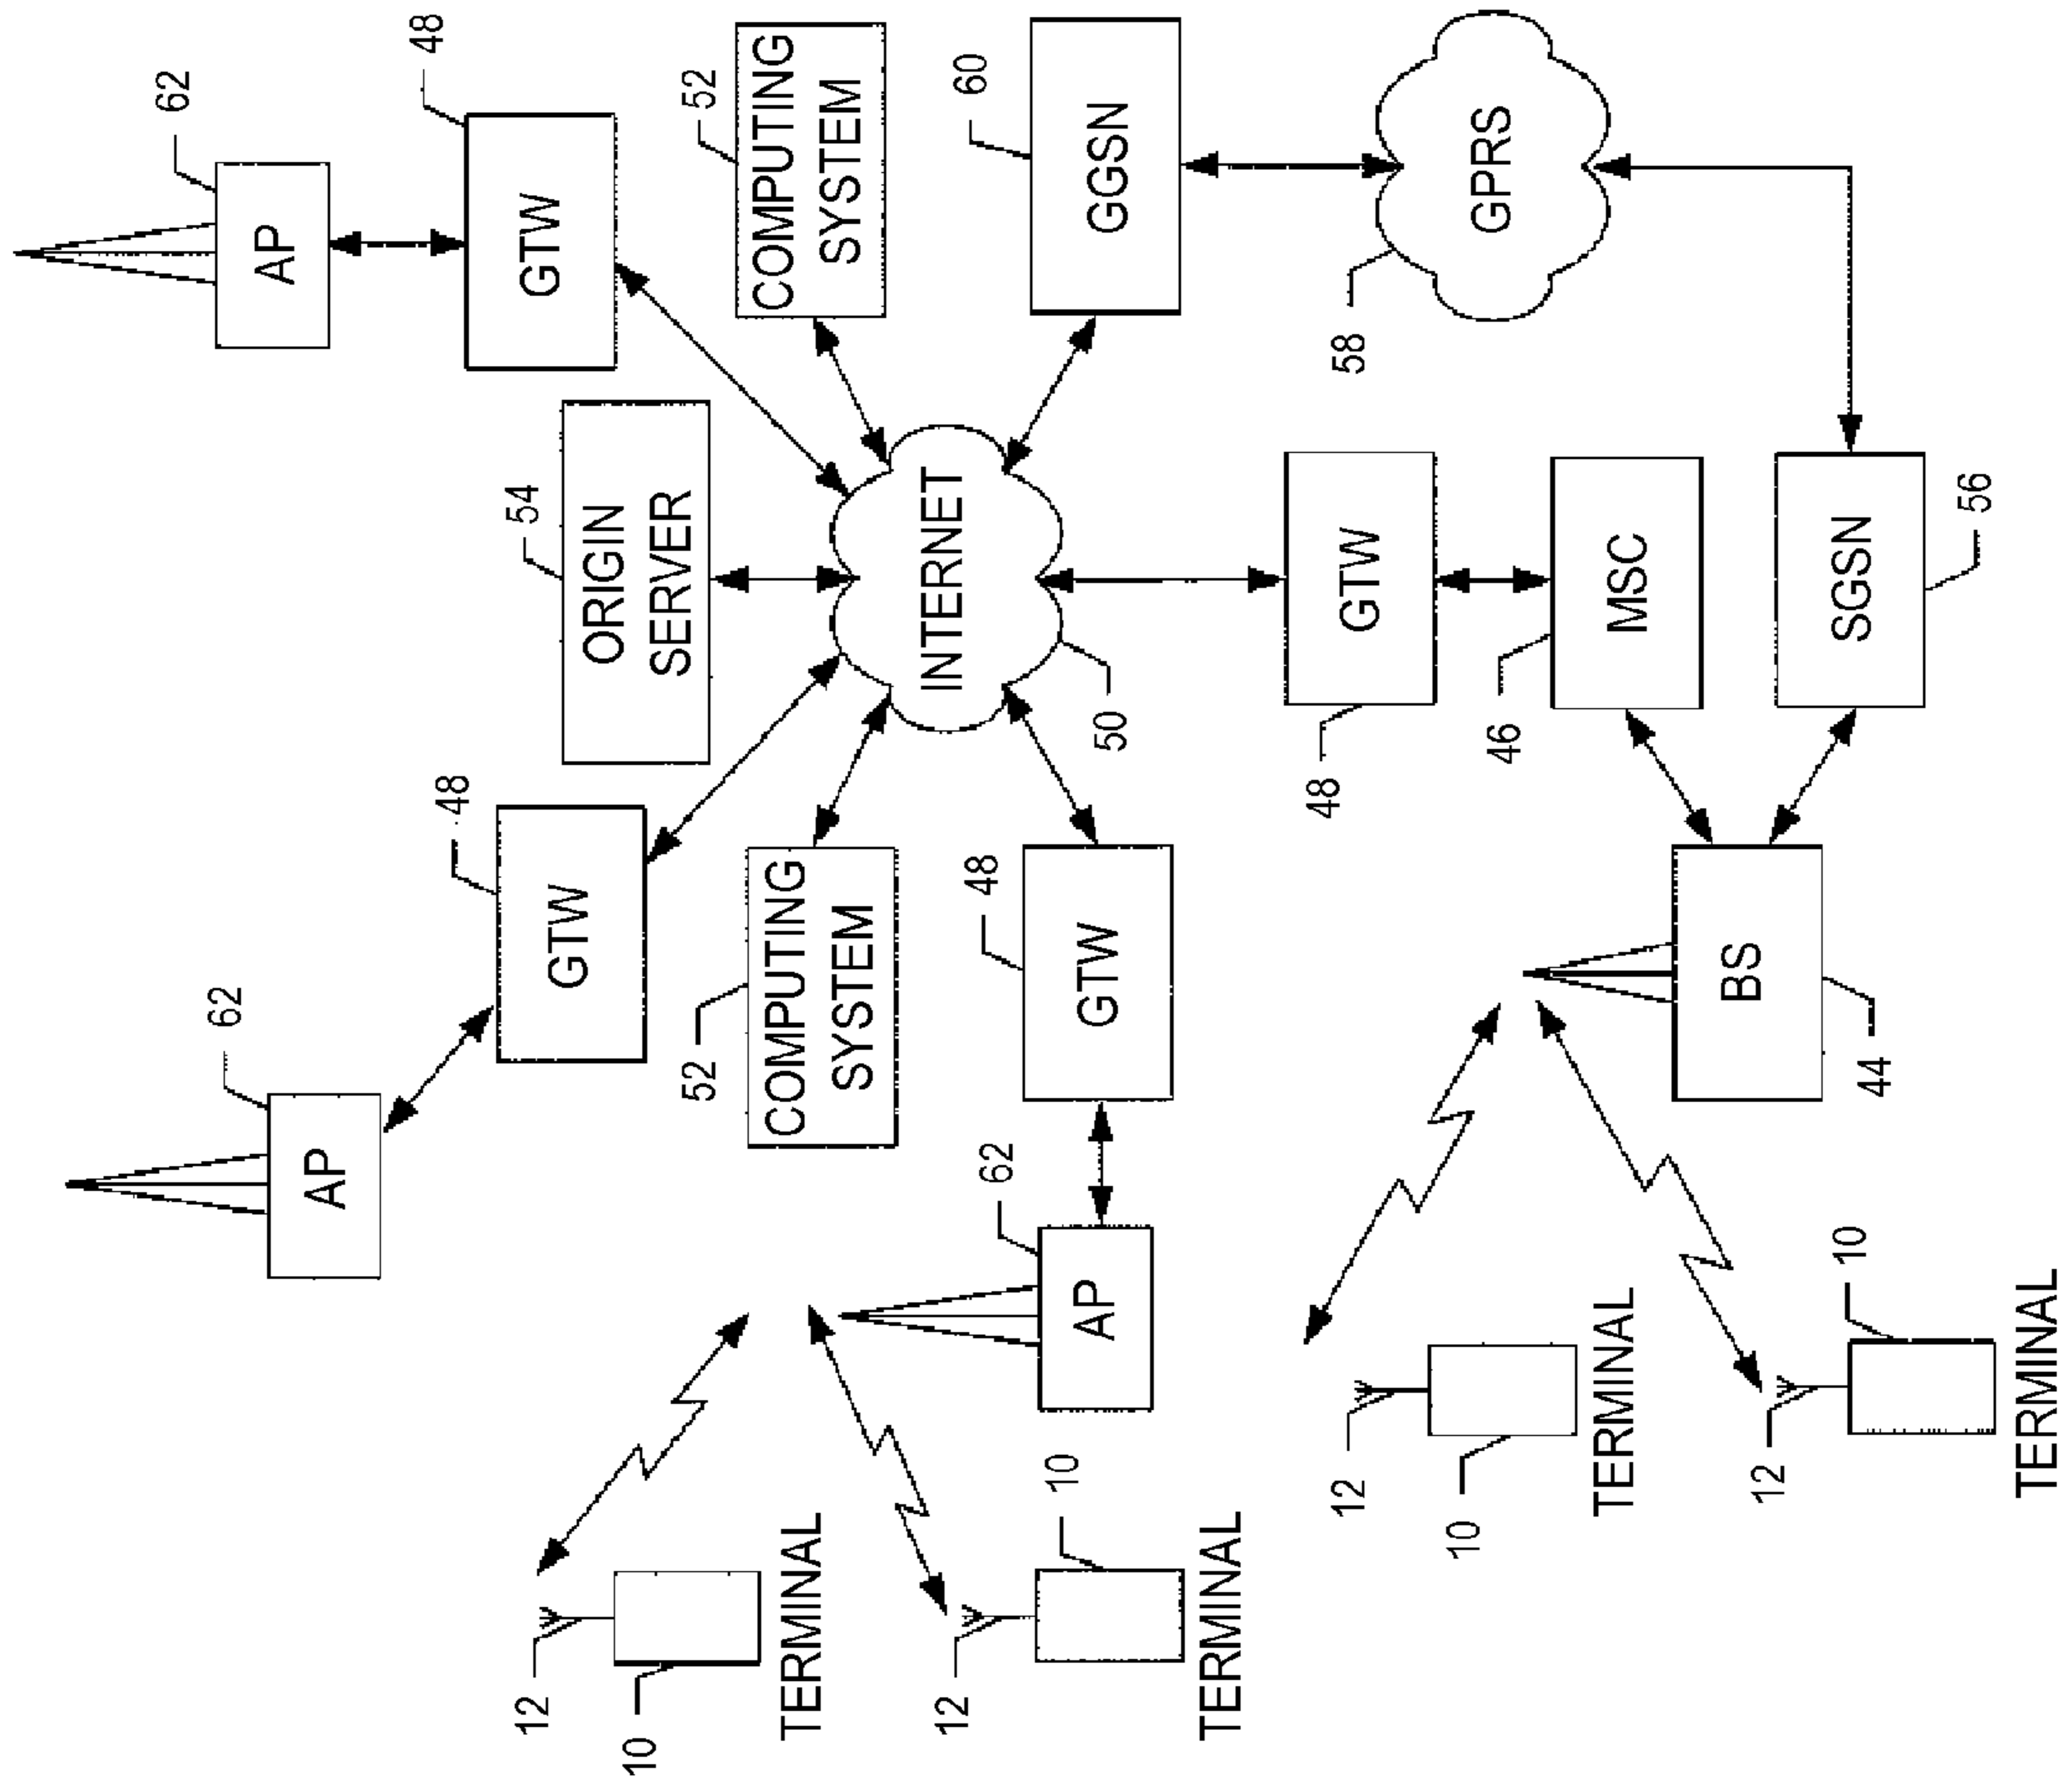 62
62
AP
AP
48
48
54
12
GTW
GTW
ORIGIN
SERVER
10
52
52
COMPUTING
SYSTEM
COMPUTING
SYSTEM
TERMINAL
INTERNET
12
60
48
62
10
AP
GTW
50
GGSN
TERMINAL
48
12
58
GTW
10
46
GPRS
TERMINAL
MSC
BS
12
10
SGSN
44
56
TERMINAL